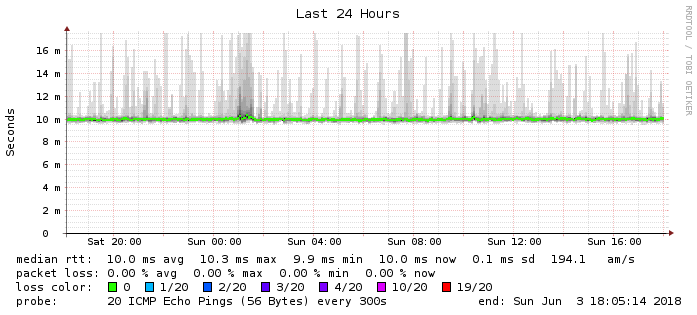 Last 24 Hours
RRDTOOL / TOBI OETIKER
Seconds
16 m
14 m
12 m
10 m
8 m
6 m
4 m
2 m
0
Sat 20:00 Sun 00:00 Sun 04:00 Sun 08:00 Sun 12:00 Sun 16:00
median rtt: 10.0 ms avg 10.3 ms max 9.9 ms min 10.0 ms now 0.1 ms sd 194.1 am/s
packet loss: 0.00 % avg 0.00 % max 0.00 % min 0.00 % now
loss color: 0 1/20 2/20 3/20 4/20 10/20 19/20
probe: 20 ICMP Echo Pings (56 Bytes) every 300s end: Sun Jun 3 18:05:14 2018